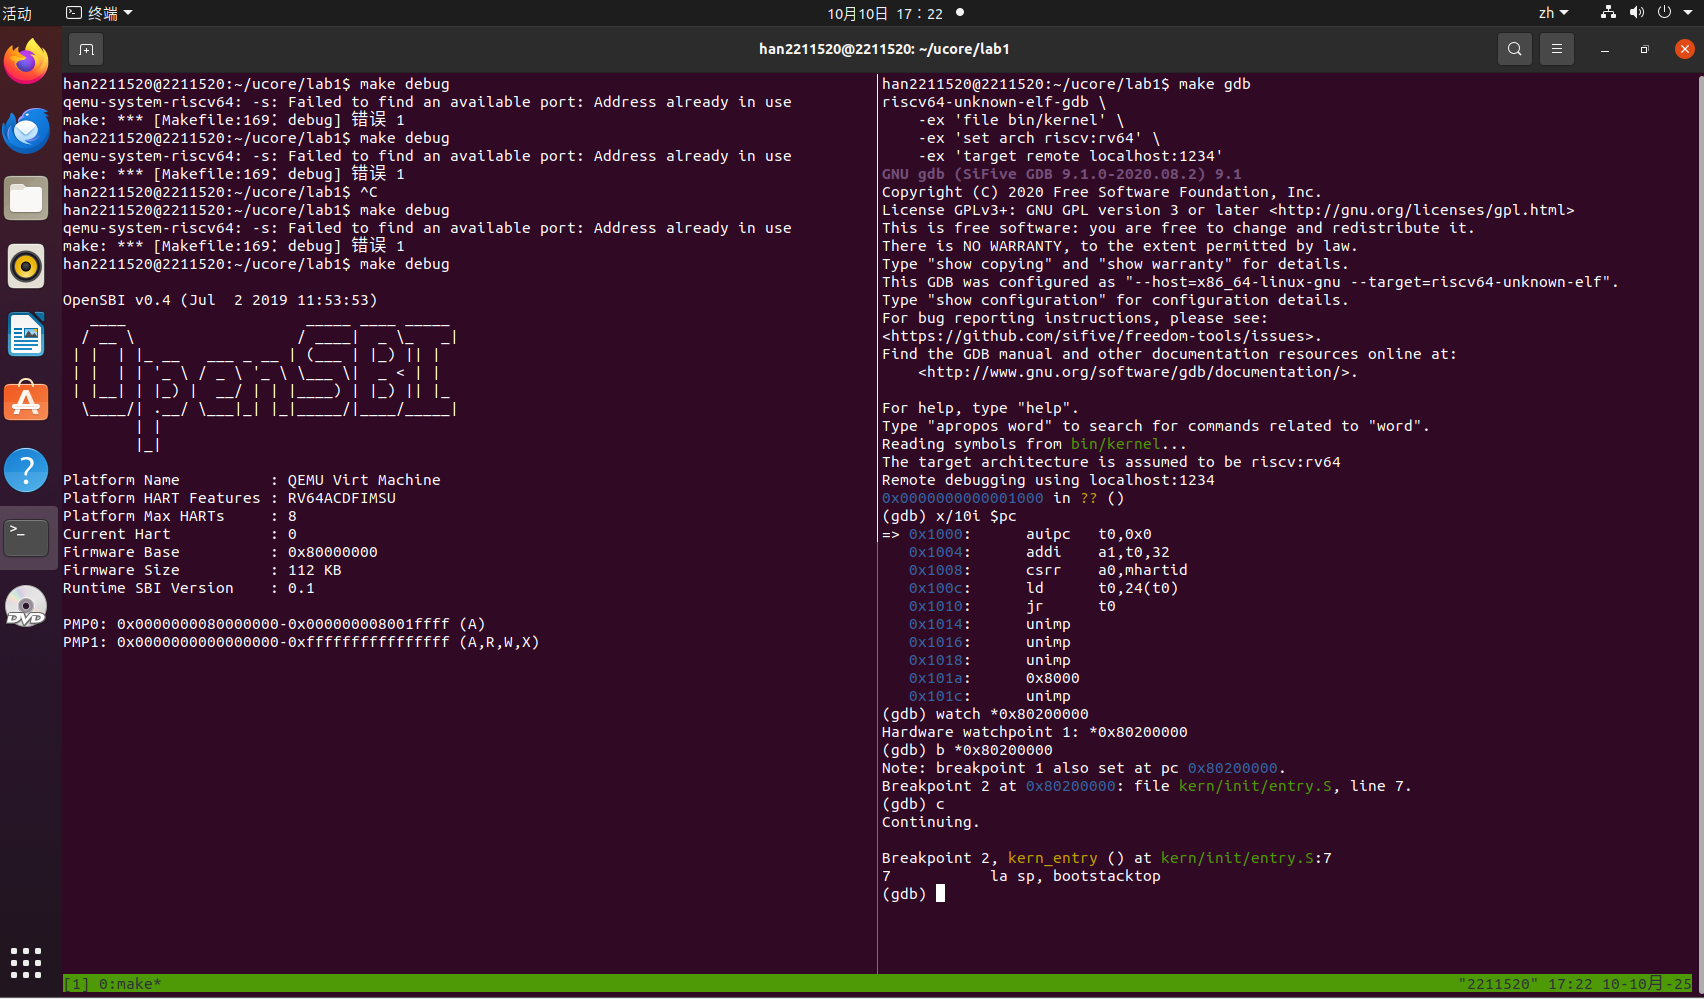 活动
终端
10月10日 17：22
zh
han2211520@2211520: ~/ucore/lab1
han2211520@2211520:~/ucore/lab1$ make debug
qemu-system-riscv64: -s: Failed to find an available port: Address already in use
make: *** [Makefile:169：debug] 错误 1
han2211520@2211520:~/ucore/lab1$ make debug
qemu-system-riscv64: -s: Failed to find an available port: Address already in use
make: *** [Makefile:169：debug] 错误 1
han2211520@2211520:~/ucore/lab1$ ^C
han2211520@2211520:~/ucore/lab1$ make debug
qemu-system-riscv64: -s: Failed to find an available port: Address already in use
make: *** [Makefile:169：debug] 错误 1
han2211520@2211520:~/ucore/lab1$ make debug
OpenSBI v0.4 (Jul  2 2019 11:53:53)
OpenSBI
Platform Name          : QEMU Virt Machine
Platform HART Features : RV64ACDFIMSU
Platform Max HARTs     : 8
Current Hart           : 0
Firmware Base          : 0x80000000
Firmware Size          : 112 KB
Runtime SBI Version    : 0.1
PMP0: 0x0000000080000000-0x000000008001ffff (A)
PMP1: 0x0000000000000000-0xffffffffffffffff (A,R,W,X)
han2211520@2211520:~/ucore/lab1$ make gdb
riscv64-unknown-elf-gdb \
    -ex 'file bin/kernel' \
    -ex 'set arch riscv:rv64' \
    -ex 'target remote localhost:1234'
GNU gdb (SiFive GDB 9.1.0-2020.08.2) 9.1
Copyright (C) 2020 Free Software Foundation, Inc.
License GPLv3+: GNU GPL version 3 or later <http://gnu.org/licenses/gpl.html>
This is free software: you are free to change and redistribute it.
There is NO WARRANTY, to the extent permitted by law.
Type "show copying" and "show warranty" for details.
This GDB was configured as "--host=x86_64-linux-gnu --target=riscv64-unknown-elf".
Type "show configuration" for configuration details.
For bug reporting instructions, please see:
<https://github.com/sifive/freedom-tools/issues>.
Find the GDB manual and other documentation resources online at:
    <http://www.gnu.org/software/gdb/documentation/>.
For help, type "help".
Type "apropos word" to search for commands related to "word".
Reading symbols from bin/kernel...
The target architecture is assumed to be riscv:rv64
Remote debugging using localhost:1234
0x0000000000001000 in ?? ()
(gdb) x/10i $pc
=> 0x1000:      auipc   t0,0x0
   0x1004:      addi    a1,t0,32
   0x1008:      csrr    a0,mhartid
   0x100c:      ld      t0,24(t0)
   0x1010:      jr      t0
   0x1014:      unimp
   0x1016:      unimp
   0x1018:      unimp
   0x101a:      0x8000
   0x101c:      unimp
(gdb) watch *0x80200000
Hardware watchpoint 1: *0x80200000
(gdb) b *0x80200000
Note: breakpoint 1 also set at pc 0x80200000.
Breakpoint 2 at 0x80200000: file kern/init/entry.S, line 7.
(gdb) c
Continuing.
Breakpoint 2, kern_entry () at kern/init/entry.S:7
7           la sp, bootstacktop
(gdb)
DVD
[1] 0:make*
"2211520" 17:22 10-10月-25